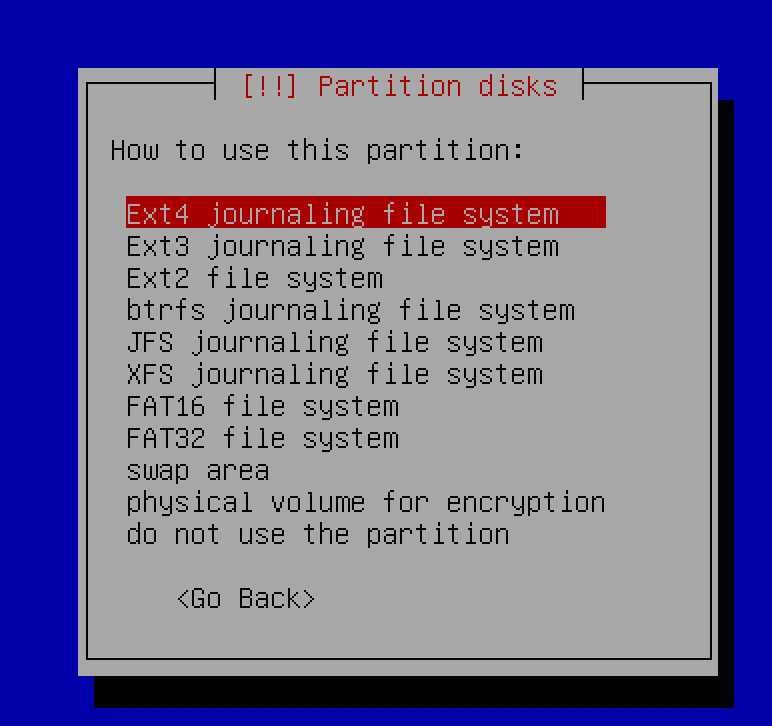 [!!] Partition disks
How to use this partition:
Ext4 journaling file system
Ext3 journaling file system
Ext2 file system
btrfs journaling file system
JFS journaling file system
XFS journaling file system
FAT16 file system
FAT32 file system
swap area
physical volume for encryption
do not use the partition
<Go Back>